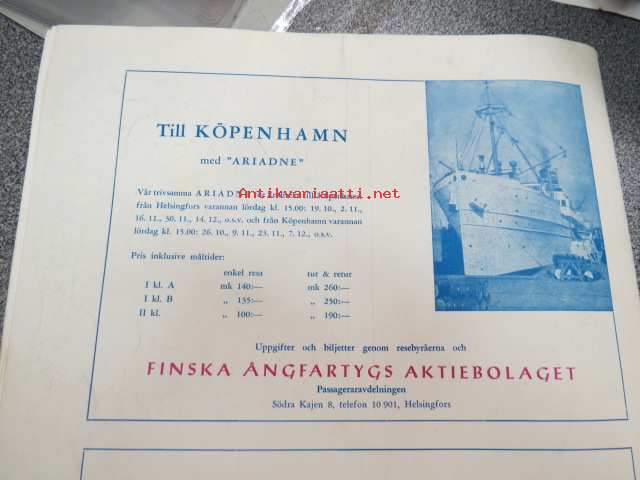 Till KÖPENHAMN
med "ARIADNE"
Vår trivsamma ARIADNE till Köpenhamn
Antikvariaatti.net
från Helsingfors varannan lördag kl. 15.00: 19. 10., 2. 11.,
16. 11., 30. 11., 14. 12., o.s.v. och från Köpenhamn varannan
lördag kl. 15.00: 26. 10., 9. 11., 23. 11., 7. 12., o.s.v.
Pris inklusive måltider:
enkel resa tur & retur
I kl. A mk 140:— mk 260:—
I kl. B „ 135:— „ 250:—
II kl. „ 100:— „ 190:—
Uppgifter och biljetter genom resebyråerna och
FINSKA ÅNGFARTYGS AKTIEBOLAGET
Passageraravdelningen
Södra Kajen 8, telefon 10 901, Helsingfors